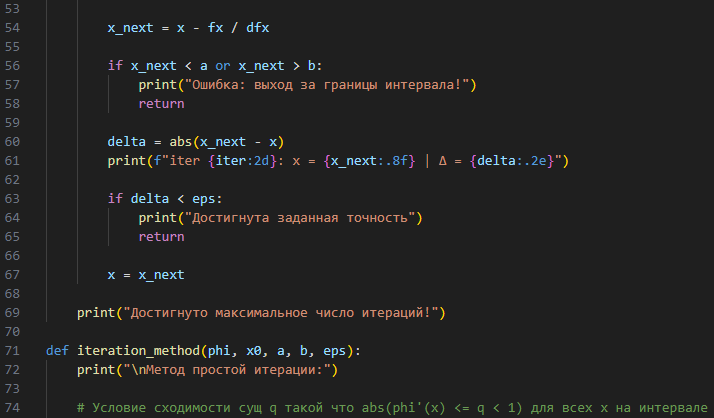 53
54 x_next = x - fx / dfx
55
56 if x_next < a or x_next > b:
57 print("Ошибка: выход за границы интервала!")
58 return
59
60 delta = abs(x_next - x)
61 print(f"iter {iter:2d}: x = {x_next:.8f} | Δ = {delta:.2e}")
62
63 if delta < eps:
64 print("Достигнута заданная точность")
65 return
66
67 x = x_next
68
69 print("Достигнуто максимальное число итераций!")
70
71 def iteration_method(phi, x0, a, b, eps):
72 print("\nМетод простой итерации:")
73
74 # Условие сходимости сущ q такой что abs(phi'(x) <= q < 1) для всех x на интервале